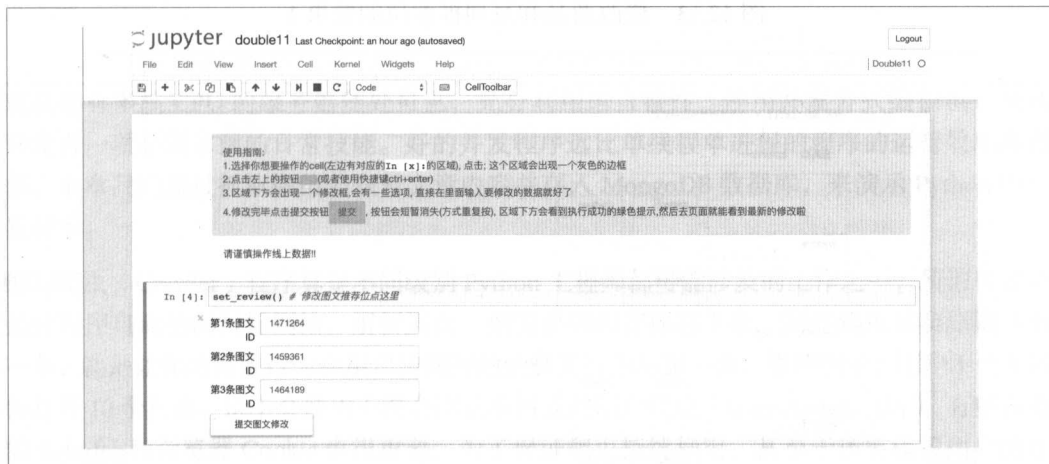 jupyter double11 Last Checkpoint: an hour ago (autosaved)
Logout
File Edit View Insert Cell Kernel Widgets Help
Double11
Code
CellToolbar
使用指南:
1.选择你想要操作的cell(左边有对应的In [x]:的区域), 点击; 这个区域会出现一个灰色的边框
2.点击左上的按钮 (或者使用快捷键ctrl+enter)
3.区域下方会出现一个修改框,会有一些选项, 直接在里面输入要修改的数据就好了
4.修改完毕点击提交按钮 提交 , 按钮会短暂消失(方式重复按), 区域下方会看到执行成功的绿色提示,然后去页面就能看到最新的修改啦
请谨慎操作线上数据!!
In [4]: set_review() # 修改图文推荐位点这里
第1条图文 1471264
ID
第2条图文 1459361
ID
第3条图文 1464189
ID
提交图文修改